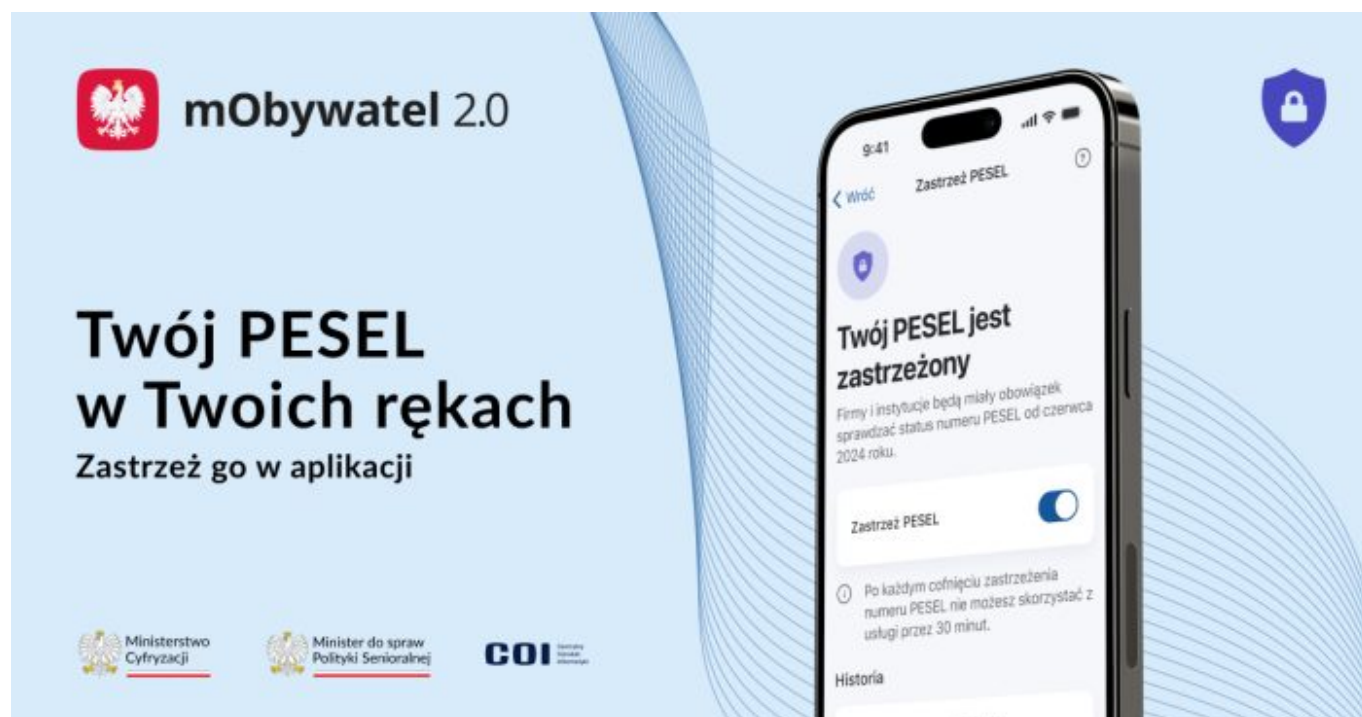 mObywatel 2.0
Twój PESEL
w Twoich rękach
Zastrzeż go w aplikacji
Ministerstwo
Cyfryzacji
Minister do spraw
Polityki Senioralnej
COI
9:41
Wróć
Zastrzeż PESEL
Twój PESEL jest
zastrzeżony
Firmy i instytucje będą miały obowiązek
sprawdzać status numeru PESEL od czerwca
2024 roku.
Zastrzeż PESEL
Po każdym cofnięciu zastrzeżenia
numeru PESEL nie możesz skorzystać z
usługi przez 30 minut.
Historia